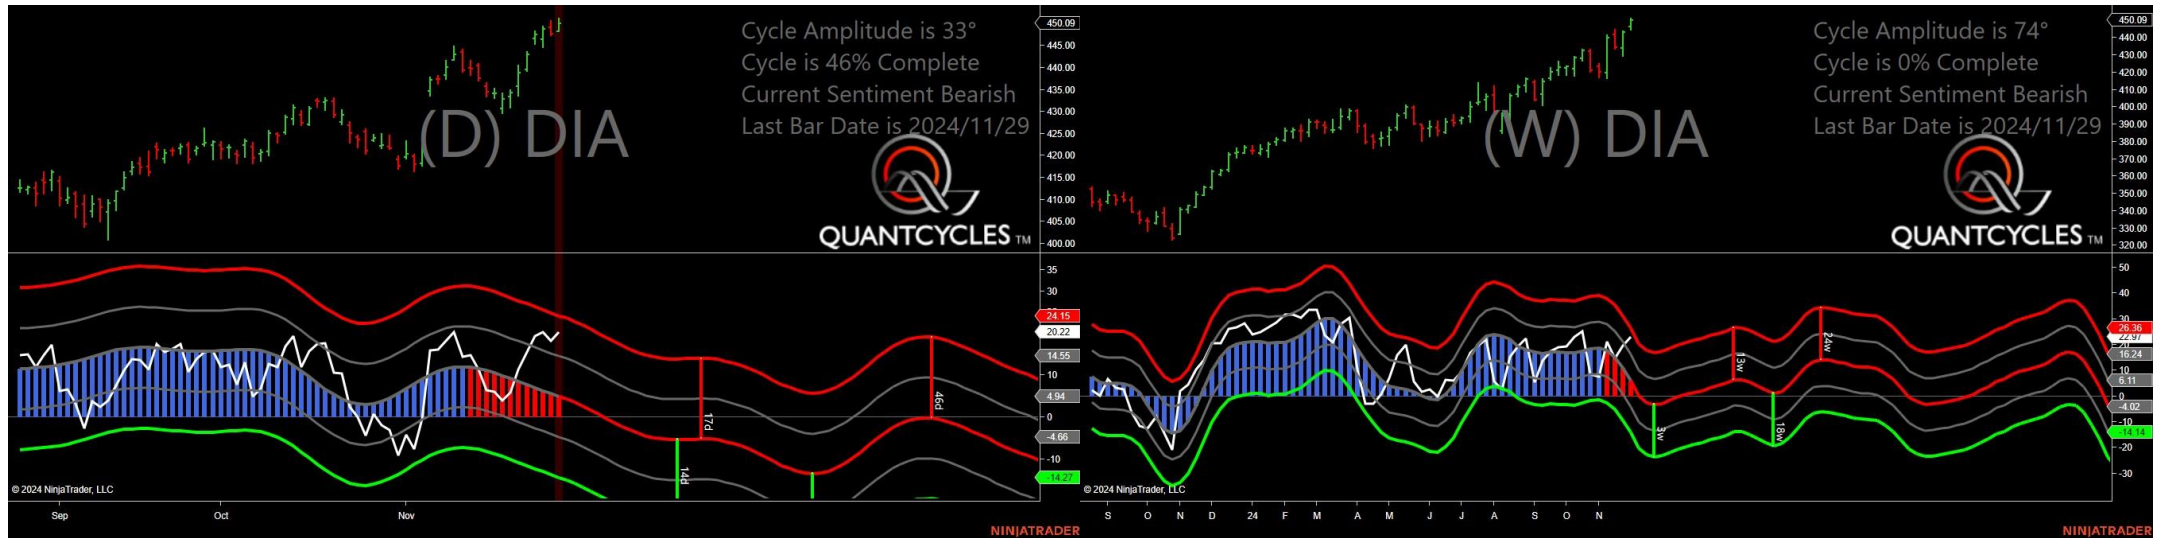 Cycle Amplitude is 33°
Cycle is 46% Complete
Current Sentiment Bearish
Last Bar Date is 2024/11/29
(D) DIA
QUANTCYCLES TM
450.09
445.00
440.00
435.00
430.00
425.00
420.00
415.00
410.00
405.00
400.00
35
30
24.15
20.22
14.55
10
4.94
0
-4.66
-10
-14.27
17d
14d
46d
© 2024 NinjaTrader, LLC
Sep
Oct
Nov
NINJATRADER
Cycle Amplitude is 74°
Cycle is 0% Complete
Current Sentiment Bearish
Last Bar Date is 2024/11/29
(W) DIA
QUANTCYCLES TM
450.09
440.00
430.00
420.00
410.00
400.00
390.00
380.00
370.00
360.00
350.00
340.00
330.00
320.00
50
40
30
26.36
22.97
20
16.24
10
6.11
0
-4.02
-10
-14.14
-20
-30
13w
24w
3w
18w
© 2024 NinjaTrader, LLC
S O N D 24 F M A M J J A S O N
NINJATRADER